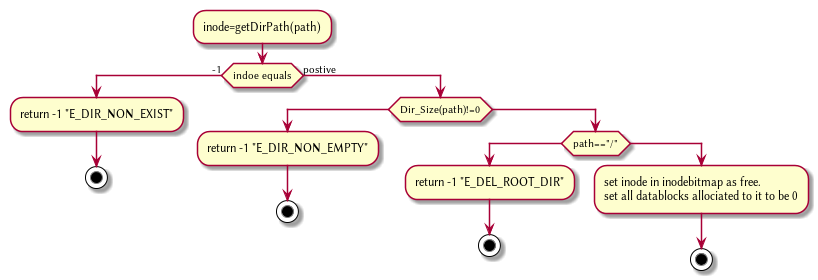 inode=getDirPath(path)
-1
indoe equals
postive
return -1 "E_DIR_NON_EXIST"
Dir_Size(path)!=0
return -1 "E_DIR_NON_EMPTY"
path=="/"
return -1 "E_DEL_ROOT_DIR"
set inode in inodebitmap as free.
set all datablocks allociated to it to be 0